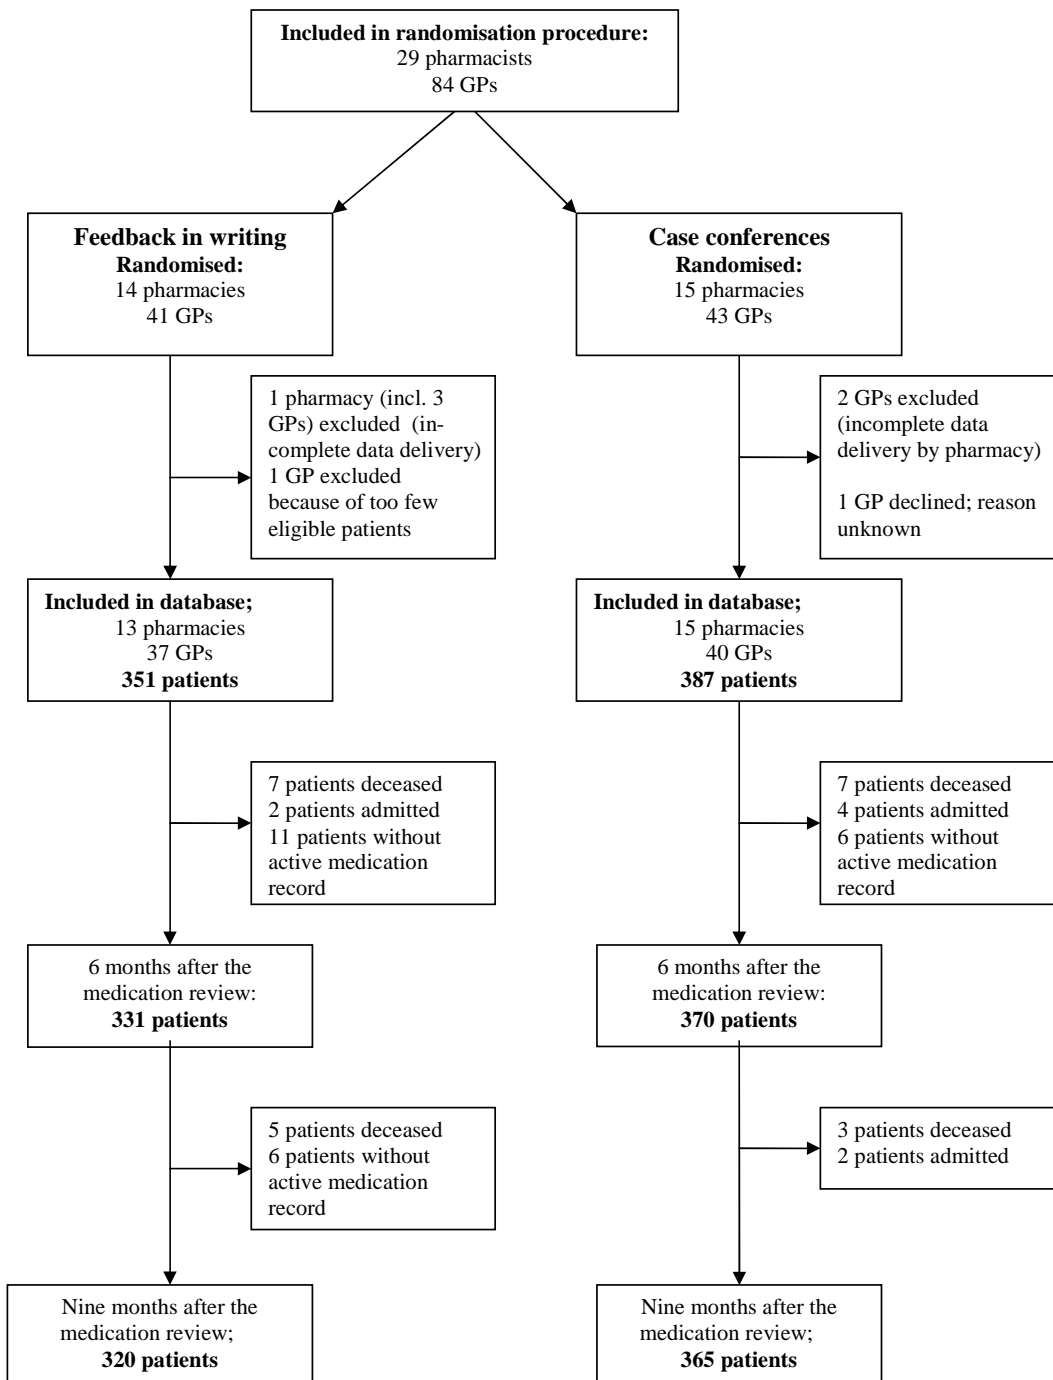 Included in randomisation procedure:
29 pharmacists
84 GPs
Feedback in writing
Randomised:
14 pharmacies
41 GPs
Case conferences
Randomised:
15 pharmacies
43 GPs
1 pharmacy (incl. 3
GPs) excluded  (in-
complete data delivery)
1 GP excluded
because of too few
eligible patients
2 GPs excluded
(incomplete data
delivery by pharmacy)
1 GP declined; reason
unknown
Included in database;
13 pharmacies
37 GPs
351 patients
Included in database;
15 pharmacies
40 GPs
387 patients
7 patients deceased
2 patients admitted
11 patients without
active medication
record
7 patients deceased
4 patients admitted
6 patients without
active medication
record
6 months after the
medication review:
331 patients
6 months after the
medication review:
370 patients
5 patients deceased
6 patients without
active medication
record
3 patients deceased
2 patients admitted
Nine months after the
medication review;
320 patients
Nine months after the
medication review;
365 patients